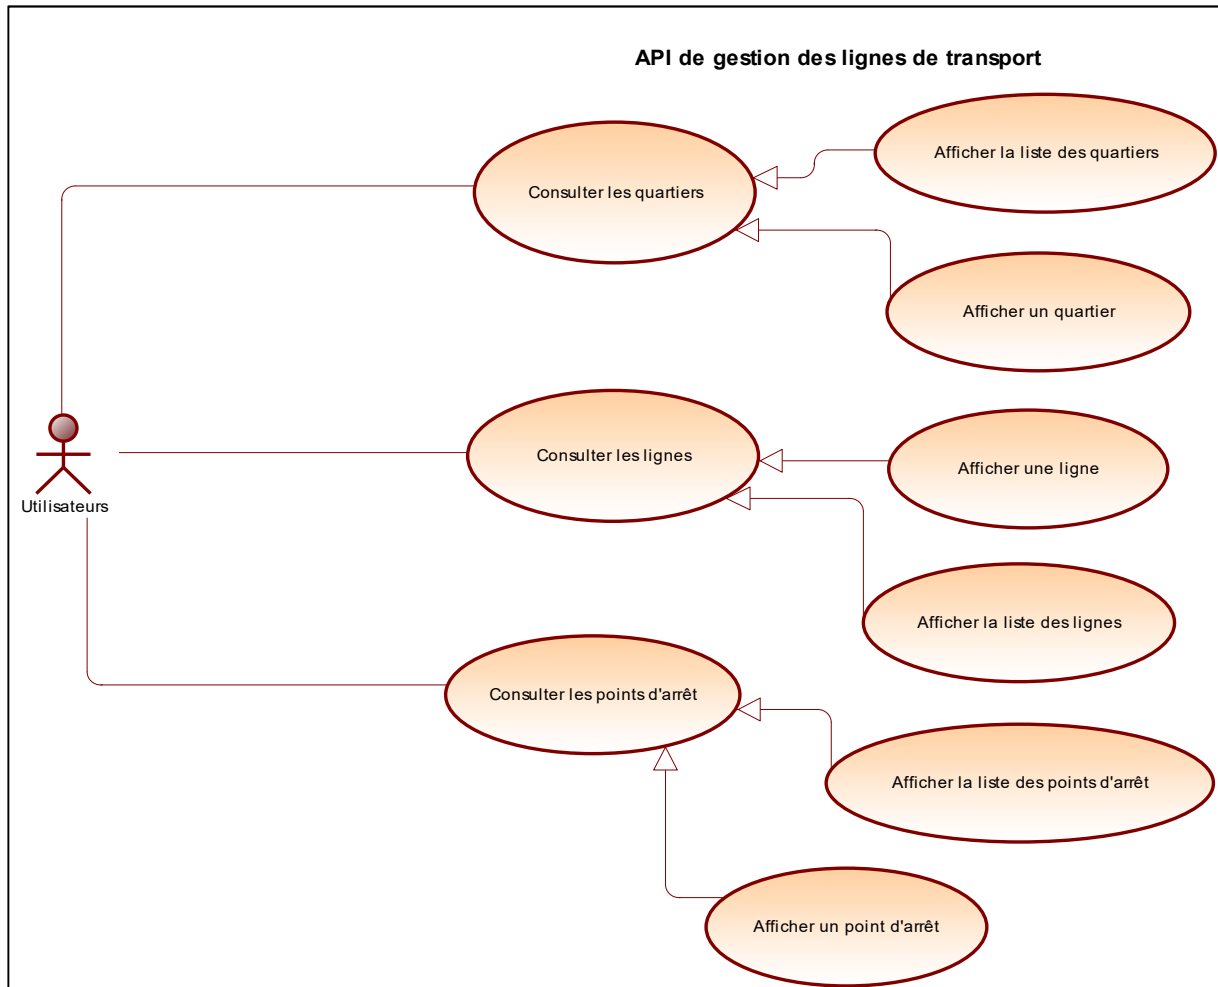 API de gestion des lignes de transport
Afficher la liste des quartiers
Consulter les quartiers
Afficher un quartier
Consulter les lignes
Afficher une ligne
Utilisateurs
Afficher la liste des lignes
Consulter les points d'arrêt
Afficher la liste des points d'arrêt
Afficher un point d'arrêt